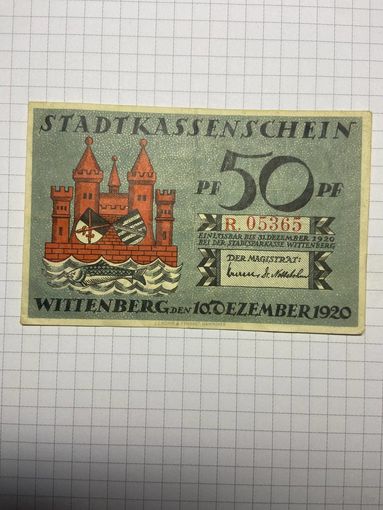 STADTKASSENSCHEIN
PF 50 PF
R. 05365
EINLÖSBAR BIS 31. DEZEMBER 1920
BEI DER STADTSPARKASSE WITTENBERG
DER MAGISTRAT:
WITTENBERG DEN 10. DEZEMBER 1920